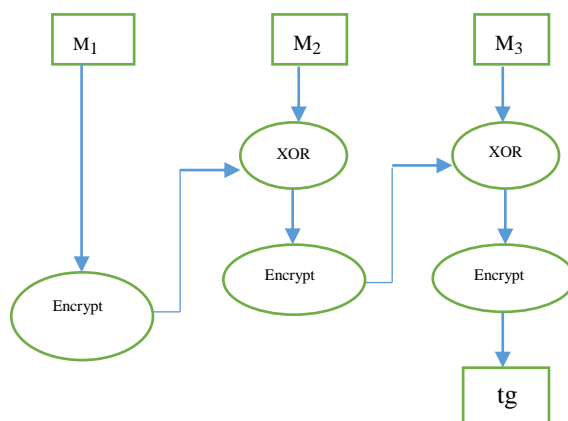 M₁
M₂
M₃
XOR
XOR
Encrypt
Encrypt
Encrypt
tg